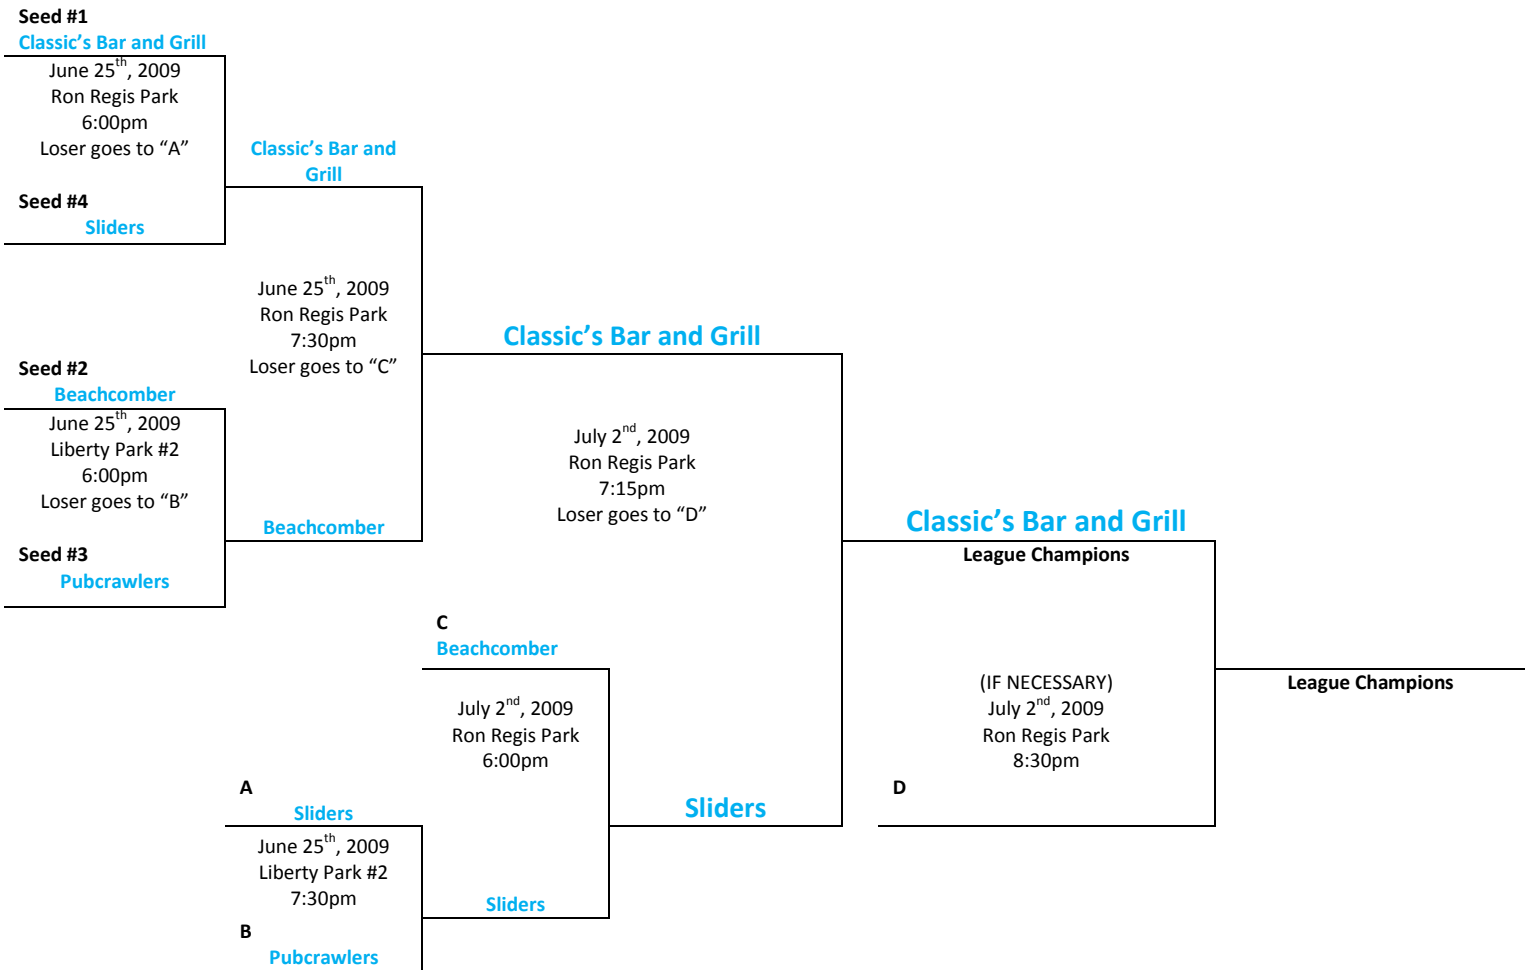 Seed #1
Classic’s Bar and Grill
June 25th, 2009
Ron Regis Park
6:00pm
Loser goes to “A”
Seed #4
Sliders
Seed #2
Beachcomber
June 25th, 2009
Liberty Park #2
6:00pm
Loser goes to “B”
Seed #3
Pubcrawlers
Classic’s Bar and
Grill
June 25th, 2009
Ron Regis Park
7:30pm
Loser goes to “C”
Beachcomber
A
Sliders
June 25th, 2009
Liberty Park #2
7:30pm
B
Pubcrawlers
Classic’s Bar and Grill
July 2nd, 2009
Ron Regis Park
7:15pm
Loser goes to “D”
C
Beachcomber
July 2nd, 2009
Ron Regis Park
6:00pm
Sliders
Sliders
Classic’s Bar and Grill
League Champions
(IF NECESSARY)
July 2nd, 2009
Ron Regis Park
8:30pm
D
League Champions